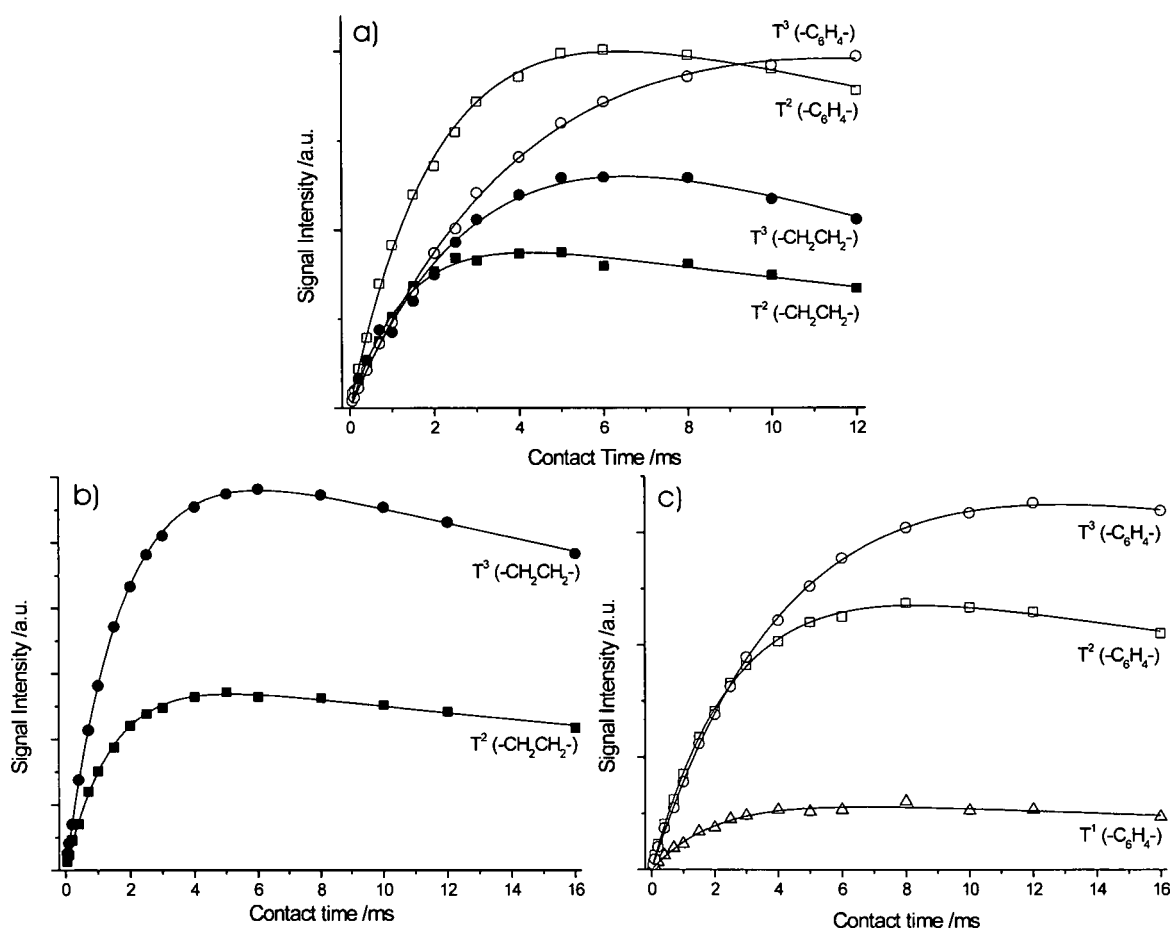 a)
Signal Intensity /a.u.
T³ (-C₆H₄-)
T² (-C₆H₄-)
T³ (-CH₂CH₂-)
T² (-CH₂CH₂-)
0 2 4 6 8 10 12
Contact Time /ms
b)
Signal Intensity /a.u.
T³ (-CH₂CH₂-)
T² (-CH₂CH₂-)
0 2 4 6 8 10 12 14 16
Contact time /ms
c)
Signal Intensity /a.u.
T³ (-C₆H₄-)
T² (-C₆H₄-)
T¹ (-C₆H₄-)
0 2 4 6 8 10 12 14 16
Contact time /ms